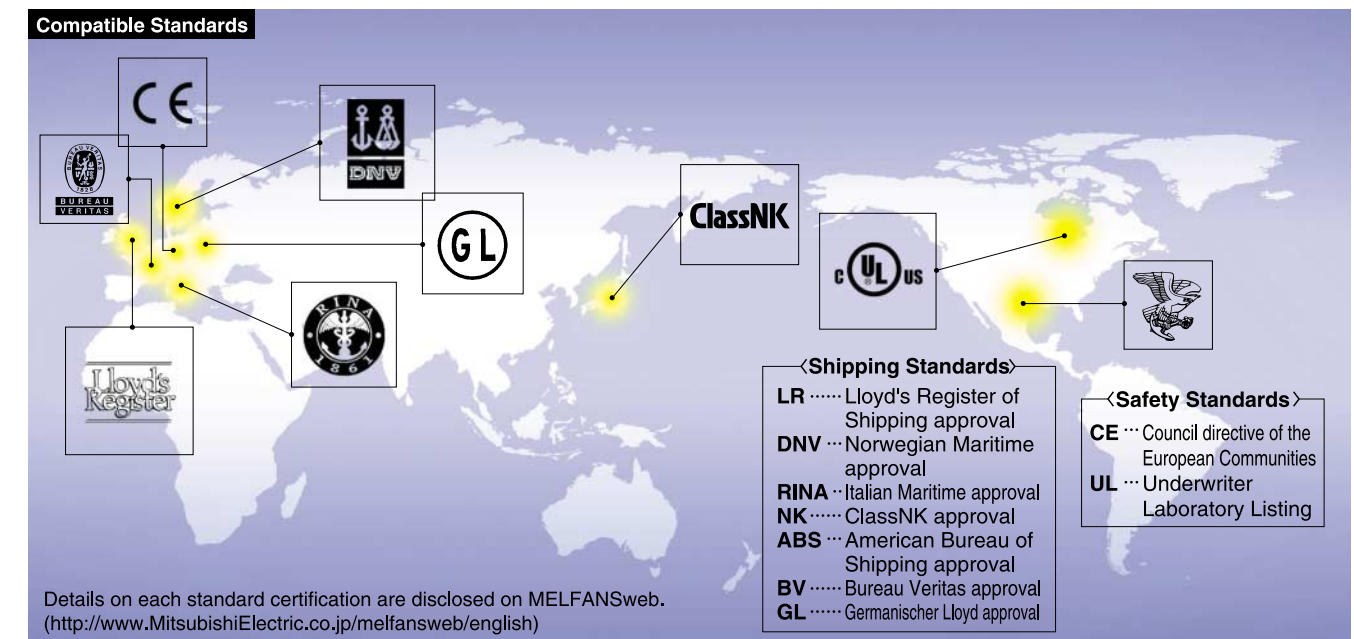 Compatible Standards
CE
BUREAU VERITAS
1828
BUREAU
VERITAS
DNV
GL
RINA
1861
Lloyd's
Register
ClassNK
C UL US
®
〈Shipping Standards〉
LR ······ Lloyd's Register of
Shipping approval
DNV ··· Norwegian Maritime
approval
RINA ·· Italian Maritime approval
NK ······ ClassNK approval
ABS ··· American Bureau of
Shipping approval
BV ······ Bureau Veritas approval
GL ······ Germanischer Lloyd approval
〈Safety Standards〉
CE ··· Council directive of the
European Communities
UL ··· Underwriter
Laboratory Listing
Details on each standard certification are disclosed on MELFANSweb.
(http://www.MitsubishiElectric.co.jp/melfansweb/english)